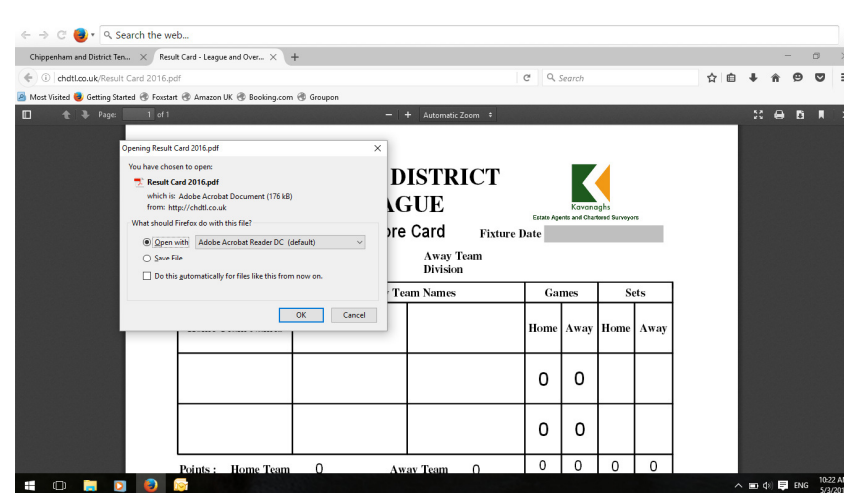 Search the web...
Chippenham and District Ten...
Result Card - League and Over...
chdtl.co.uk/Result Card 2016.pdf
Search
Most Visited Getting Started Foxstart Amazon UK Booking.com Groupon
Page: 1 of 1
Automatic Zoom
Opening Result Card 2016.pdf
You have chosen to open:
Result Card 2016.pdf
which is: Adobe Acrobat Document (176 kB)
from: http://chdtl.co.uk
What should Firefox do with this file?
Open with Adobe Acrobat Reader DC (default)
Save File
Do this automatically for files like this from now on.
OK Cancel
DISTRICT
AGUE
Kavanaghs
Estate Agents and Chartered Surveyors
ore Card Fixture Date
Away Team
Division
Team Names Games Sets
Home Away Home Away
0 0
0 0
Points : Home Team 0 Away Team 0 0 0 0 0
ENG
10:22 AM
5/3/201